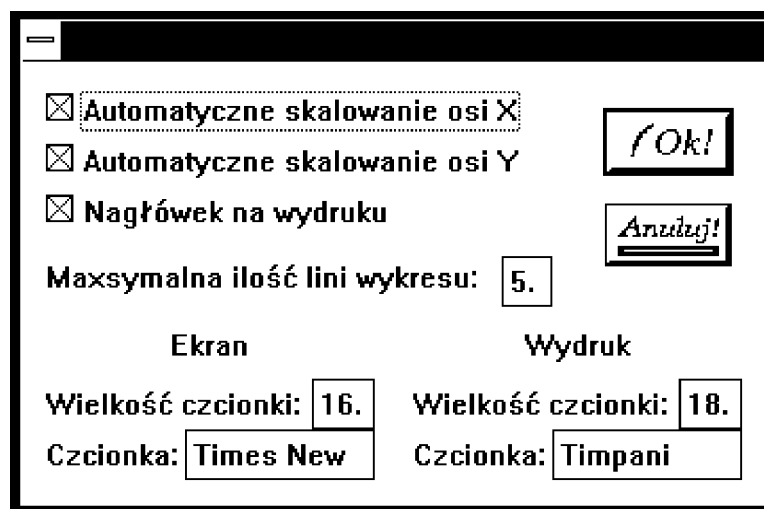 Automatyczne skalowanie osi X
Automatyczne skalowanie osi Y
Nagłówek na wydruku
Ok!
Anuluj!
Maxsymalna ilość lini wykresu: 5.
Ekran
Wydruk
Wielkość czcionki: 16.
Wielkość czcionki: 18.
Czcionka: Times New
Czcionka: Timpani